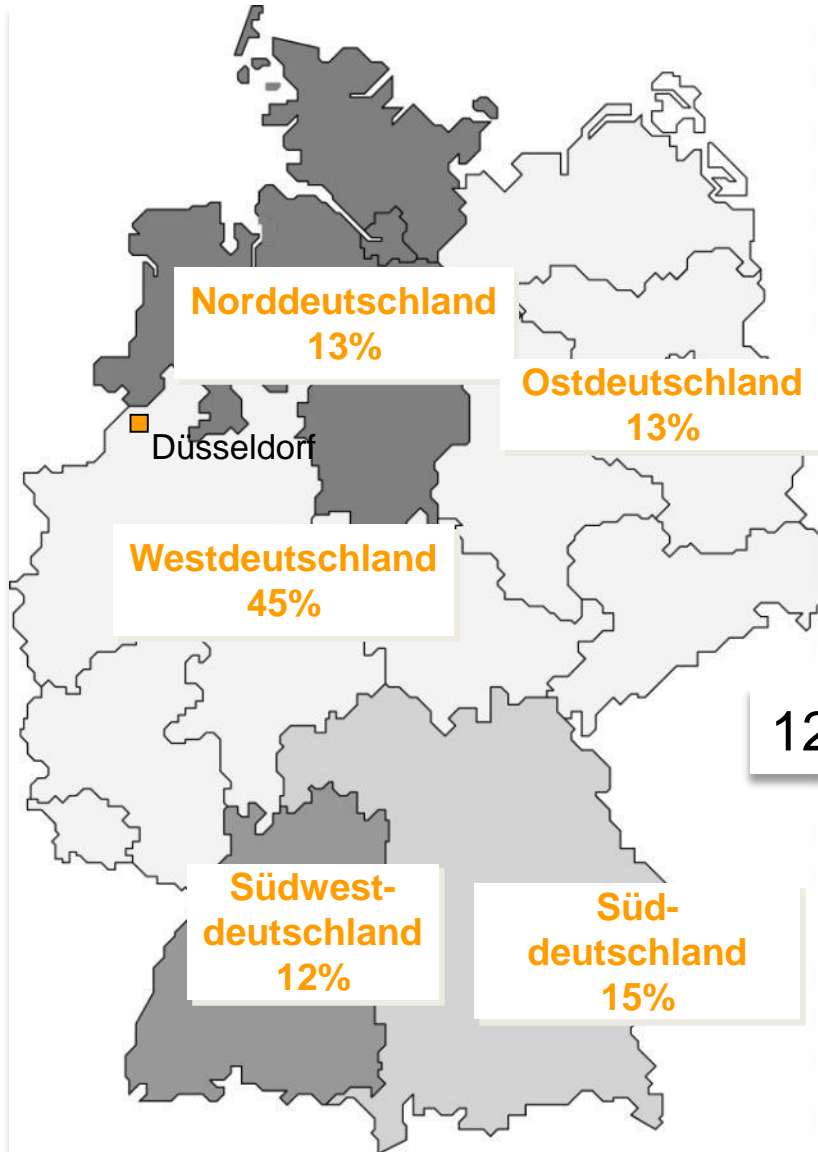 Norddeutschland
13%
Ostdeutschland
13%
Düsseldorf
Westdeutschland
45%
12
Südwest-
deutschland
12%
Süd-
deutschland
15%